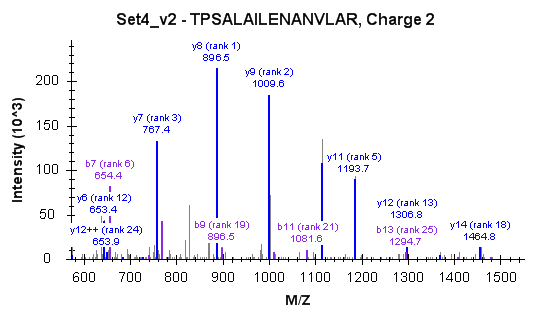 Set4_v2 - TPSALAILENANVLAR, Charge 2
y8 (rank 1)
896.5
y9 (rank 2)
1009.6
y7 (rank 3)
767.4
b7 (rank 6)
654.4
y6 (rank 12)
653.4
y12++ (rank 24)
653.9
b9 (rank 19)
896.5
b11 (rank 21)
1081.6
y11 (rank 5)
1193.7
y12 (rank 13)
1306.8
b13 (rank 25)
1294.7
y14 (rank 18)
1464.8
Intensity (10^3)
200
150
100
50
0
600 700 800 900 1000 1100 1200 1300 1400 1500
M/Z